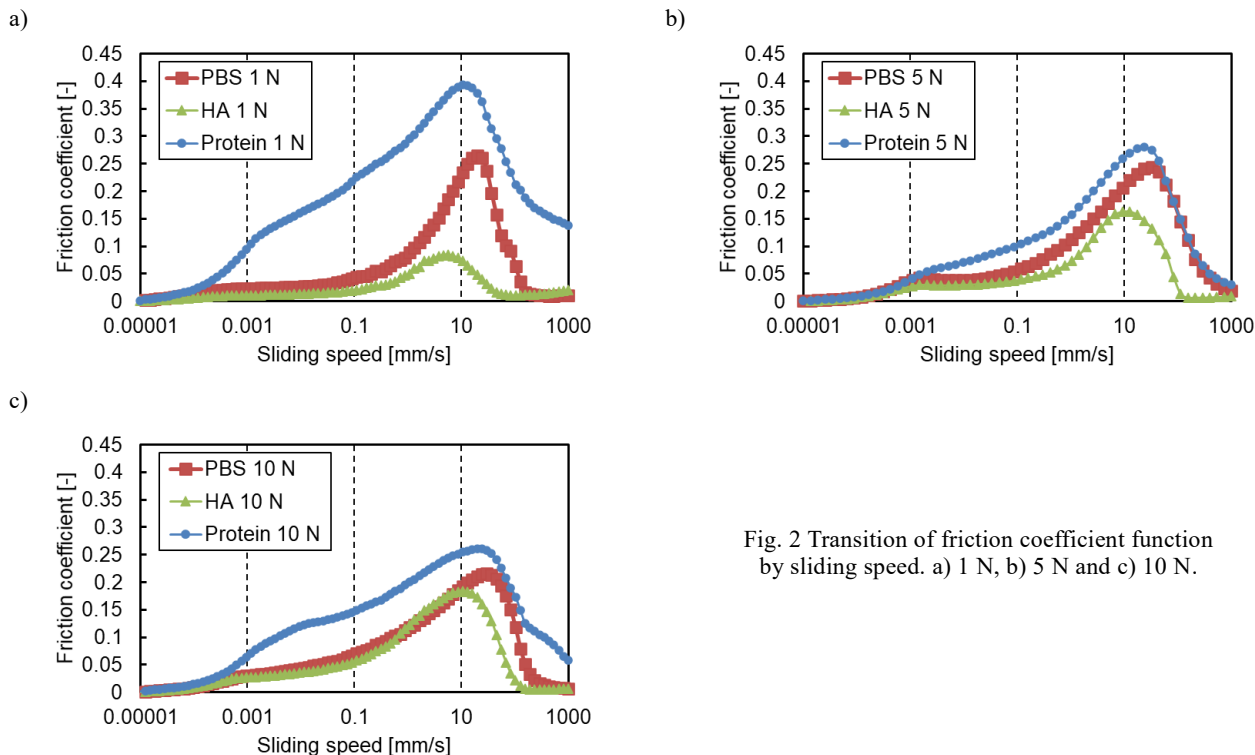 a)
0.45
0.4
0.35
0.3
0.25
0.2
0.15
0.1
0.05
0
Friction coefficient [-]
PBS 1 N
HA 1 N
Protein 1 N
0.00001 0.001 0.1 10 1000
Sliding speed [mm/s]
b)
0.45
0.4
0.35
0.3
0.25
0.2
0.15
0.1
0.05
0
Friction coefficient [-]
PBS 5 N
HA 5 N
Protein 5 N
0.00001 0.001 0.1 10 1000
Sliding speed [mm/s]
c)
0.45
0.4
0.35
0.3
0.25
0.2
0.15
0.1
0.05
0
Friction coefficient [-]
PBS 10 N
HA 10 N
Protein 10 N
0.00001 0.001 0.1 10 1000
Sliding speed [mm/s]
Fig. 2 Transition of friction coefficient function
by sliding speed. a) 1 N, b) 5 N and c) 10 N.